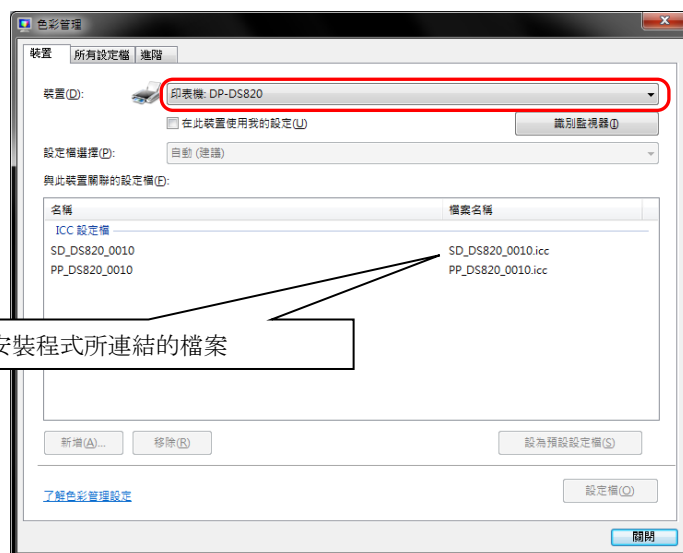 色彩管理
裝置 所有設定檔 進階
裝置(D): 印表機: DP-DS820
在此裝置使用我的設定(U) 識別監視器(I)
設定檔選擇(P): 自動 (建議)
與此裝置關聯的設定檔(F):
名稱 檔案名稱
ICC 設定檔
SD_DS820_0010 SD_DS820_0010.icc
PP_DS820_0010 PP_DS820_0010.icc
安裝程式所連結的檔案
新增(A)... 移除(R) 設為預設設定檔(S)
了解色彩管理設定 設定檔(O)
關閉